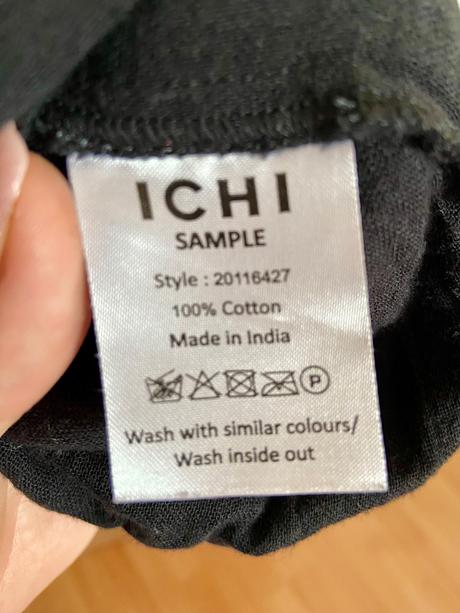 ICHI
SAMPLE
Style : 20116427
100% Cotton
Made in India
P
Wash with similar colours/
Wash inside out